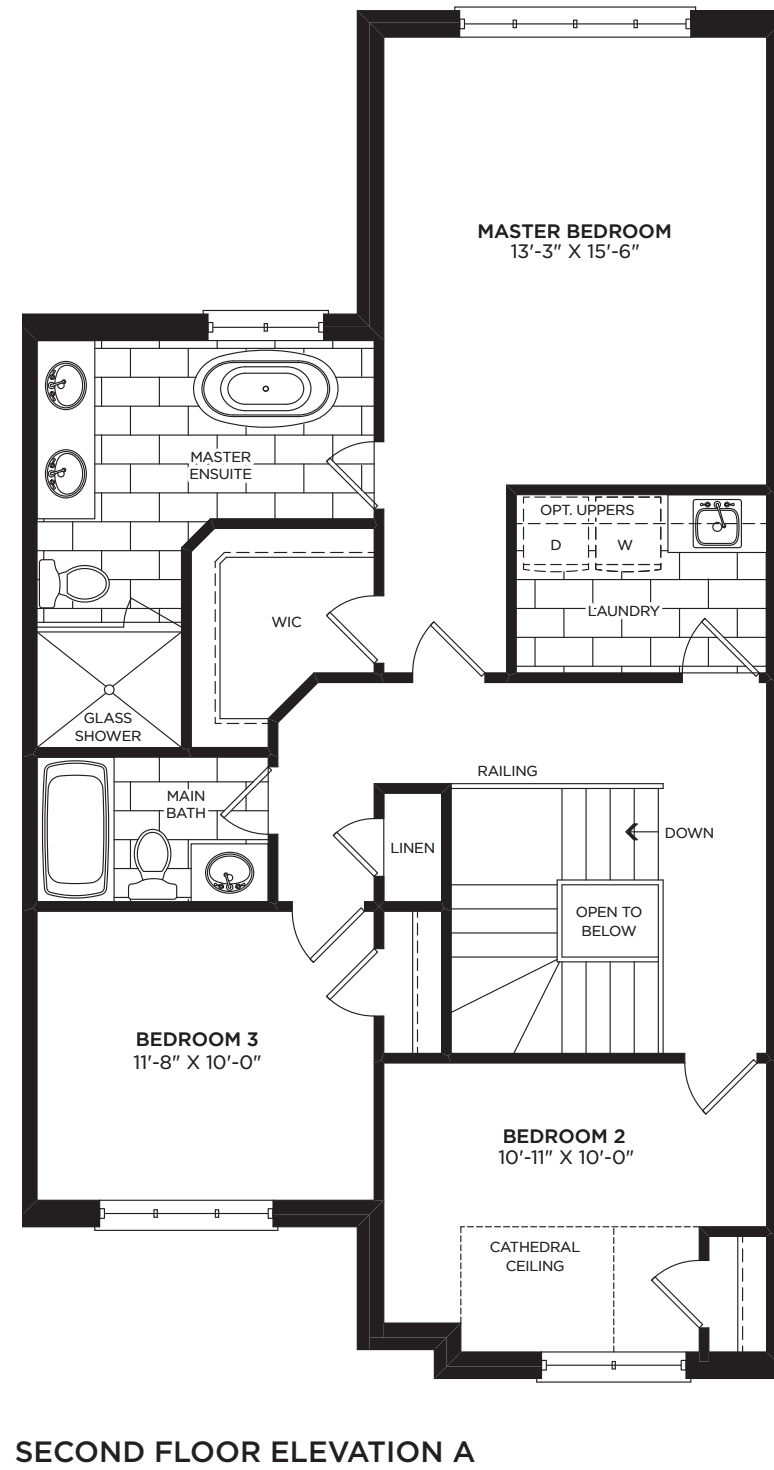 MASTER BEDROOM
13'-3" X 15'-6"
MASTER
ENSUITE
OPT. UPPERS
D
W
LAUNDRY
WIC
GLASS
SHOWER
RAILING
MAIN
BATH
DOWN
LINEN
OPEN TO
BELOW
BEDROOM 3
11'-8" X 10'-0"
BEDROOM 2
10'-11" X 10'-0"
CATHEDRAL
CEILING
SECOND FLOOR ELEVATION A